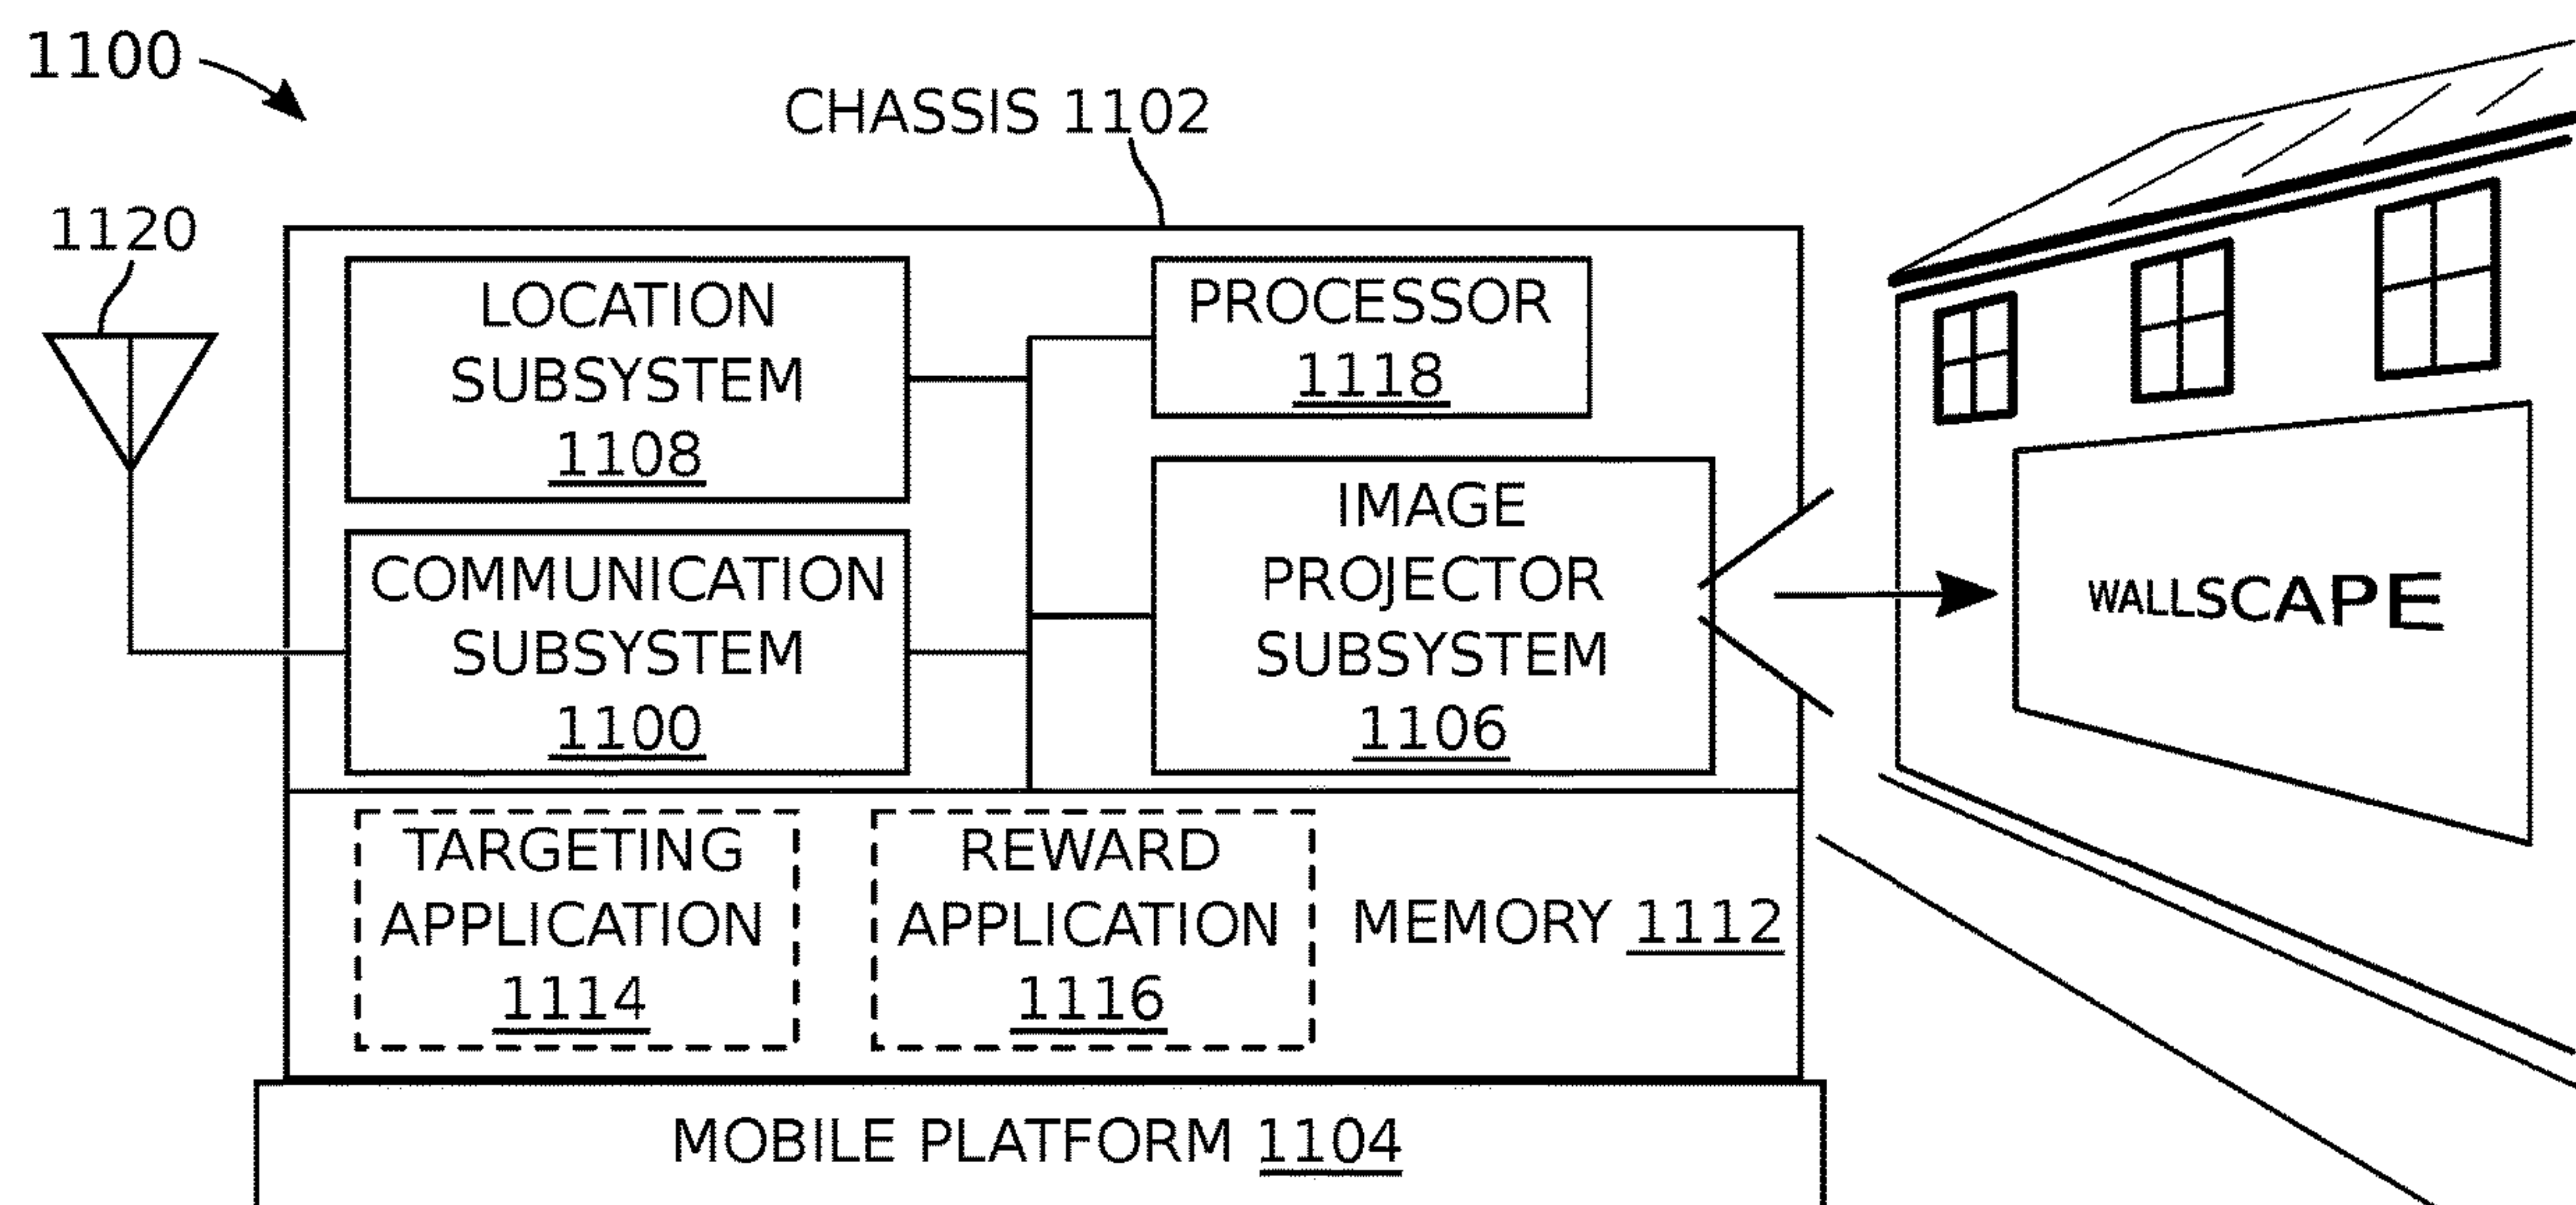 1100
CHASSIS 1102
1120
LOCATION
SUBSYSTEM
1108
PROCESSOR
1118
COMMUNICATION
SUBSYSTEM
1100
IMAGE
PROJECTOR
SUBSYSTEM
1106
WALLSCAPE
TARGETING
APPLICATION
1114
REWARD
APPLICATION
1116
MEMORY 1112
MOBILE PLATFORM 1104